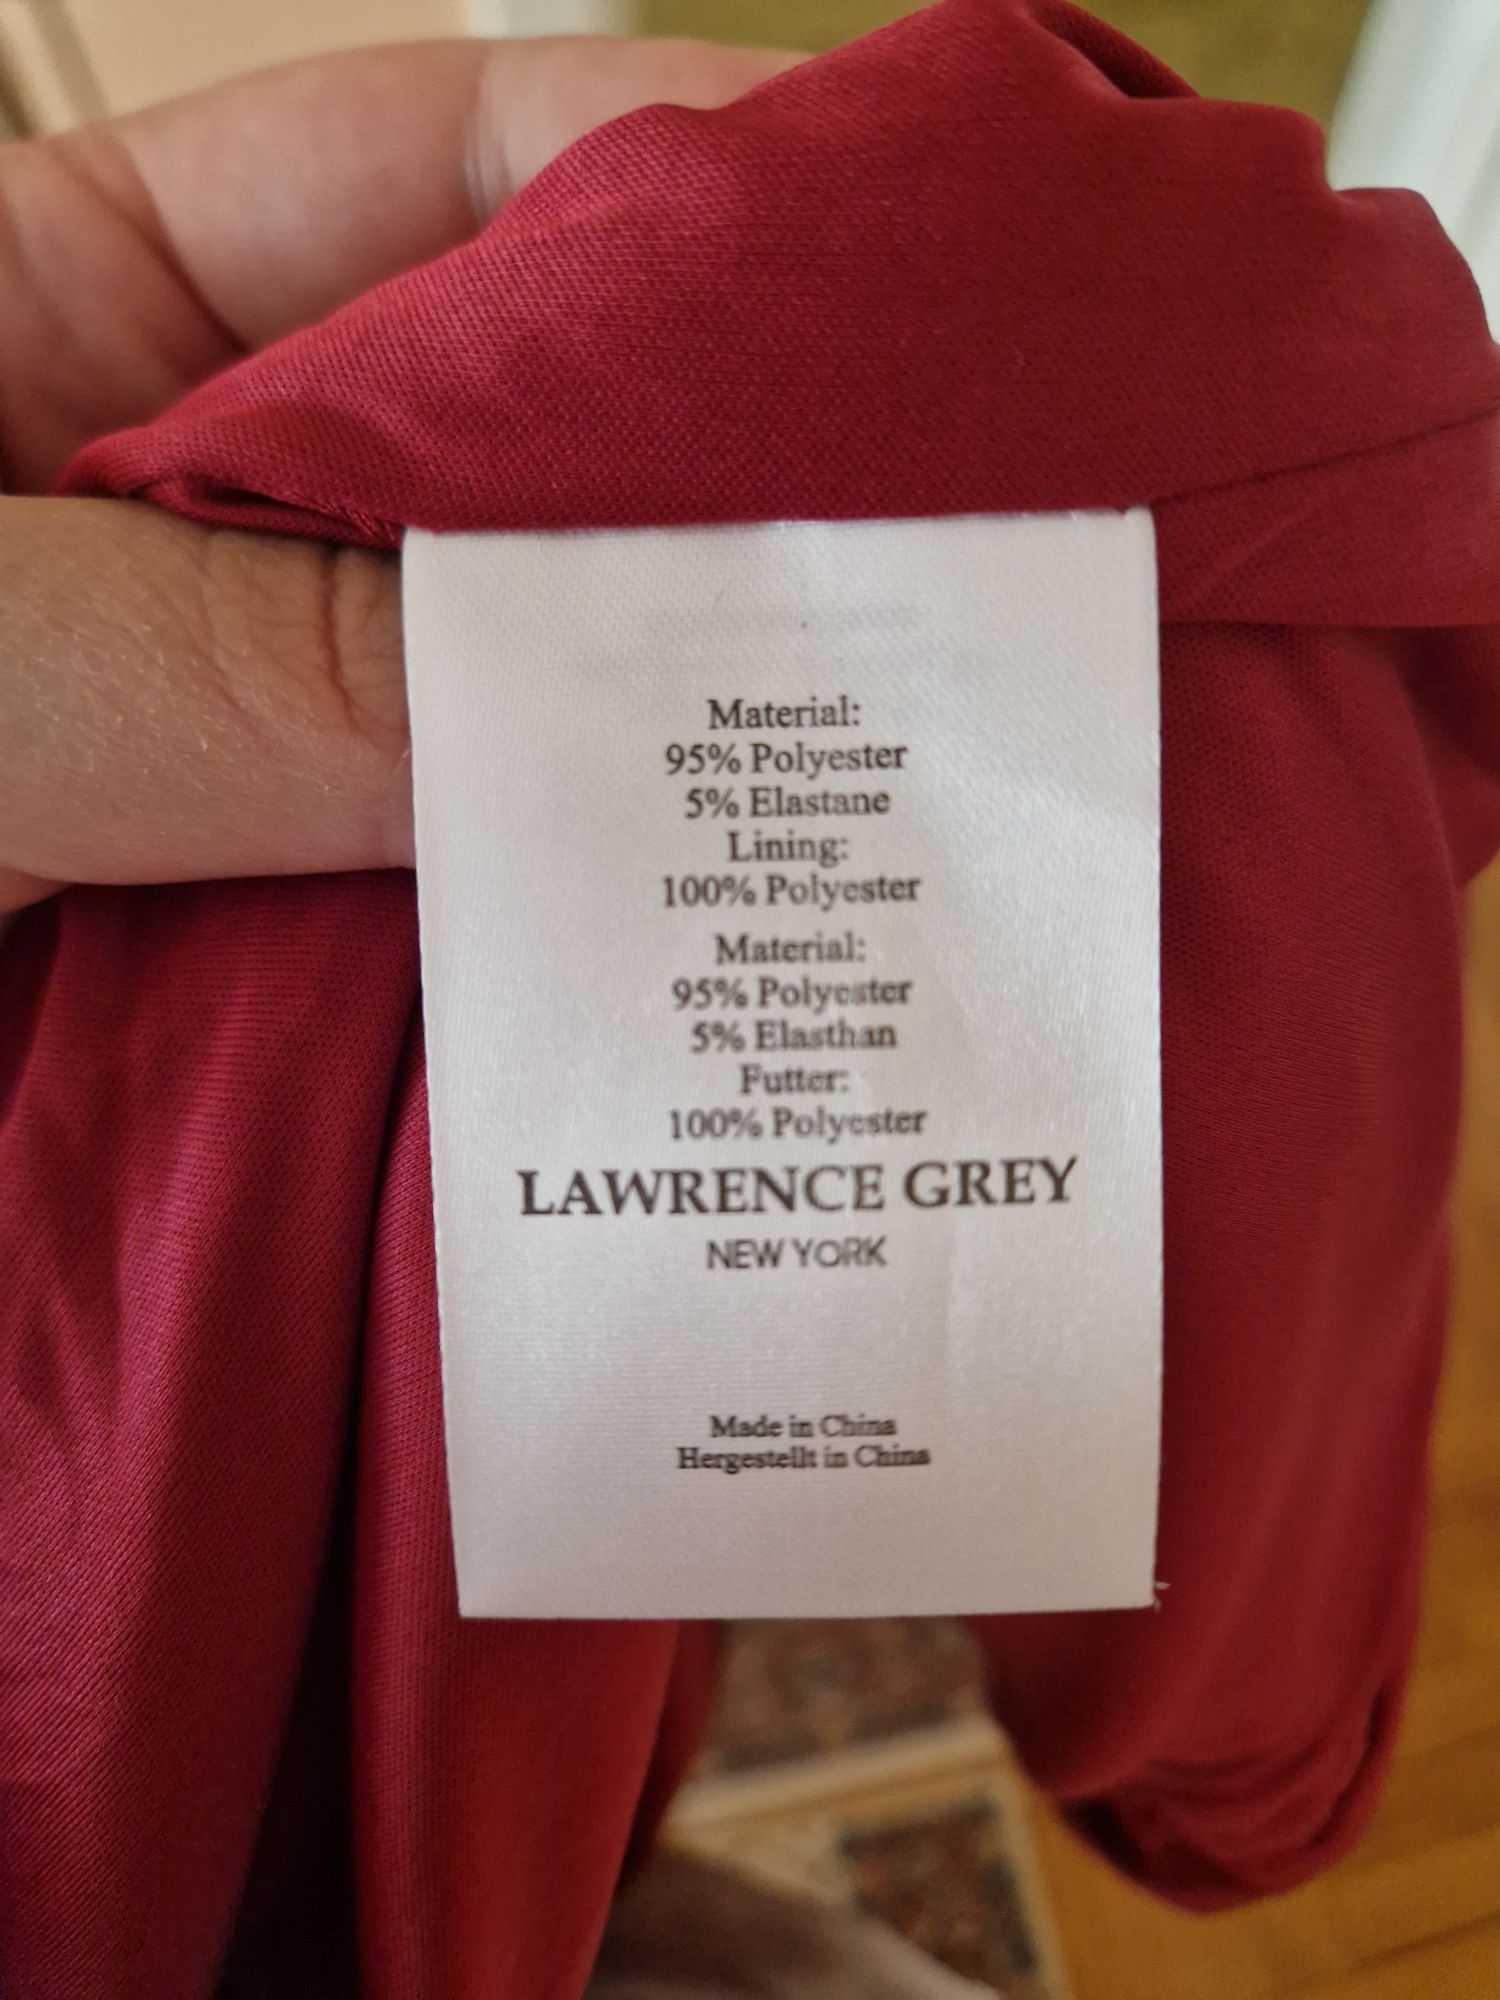 Material:
95% Polyester
5% Elastane
Lining:
100% Polyester
Material:
95% Polyester
5% Elasthan
Futter:
100% Polyester
LAWRENCE GREY
NEW YORK
Made in China
Hergestellt in China